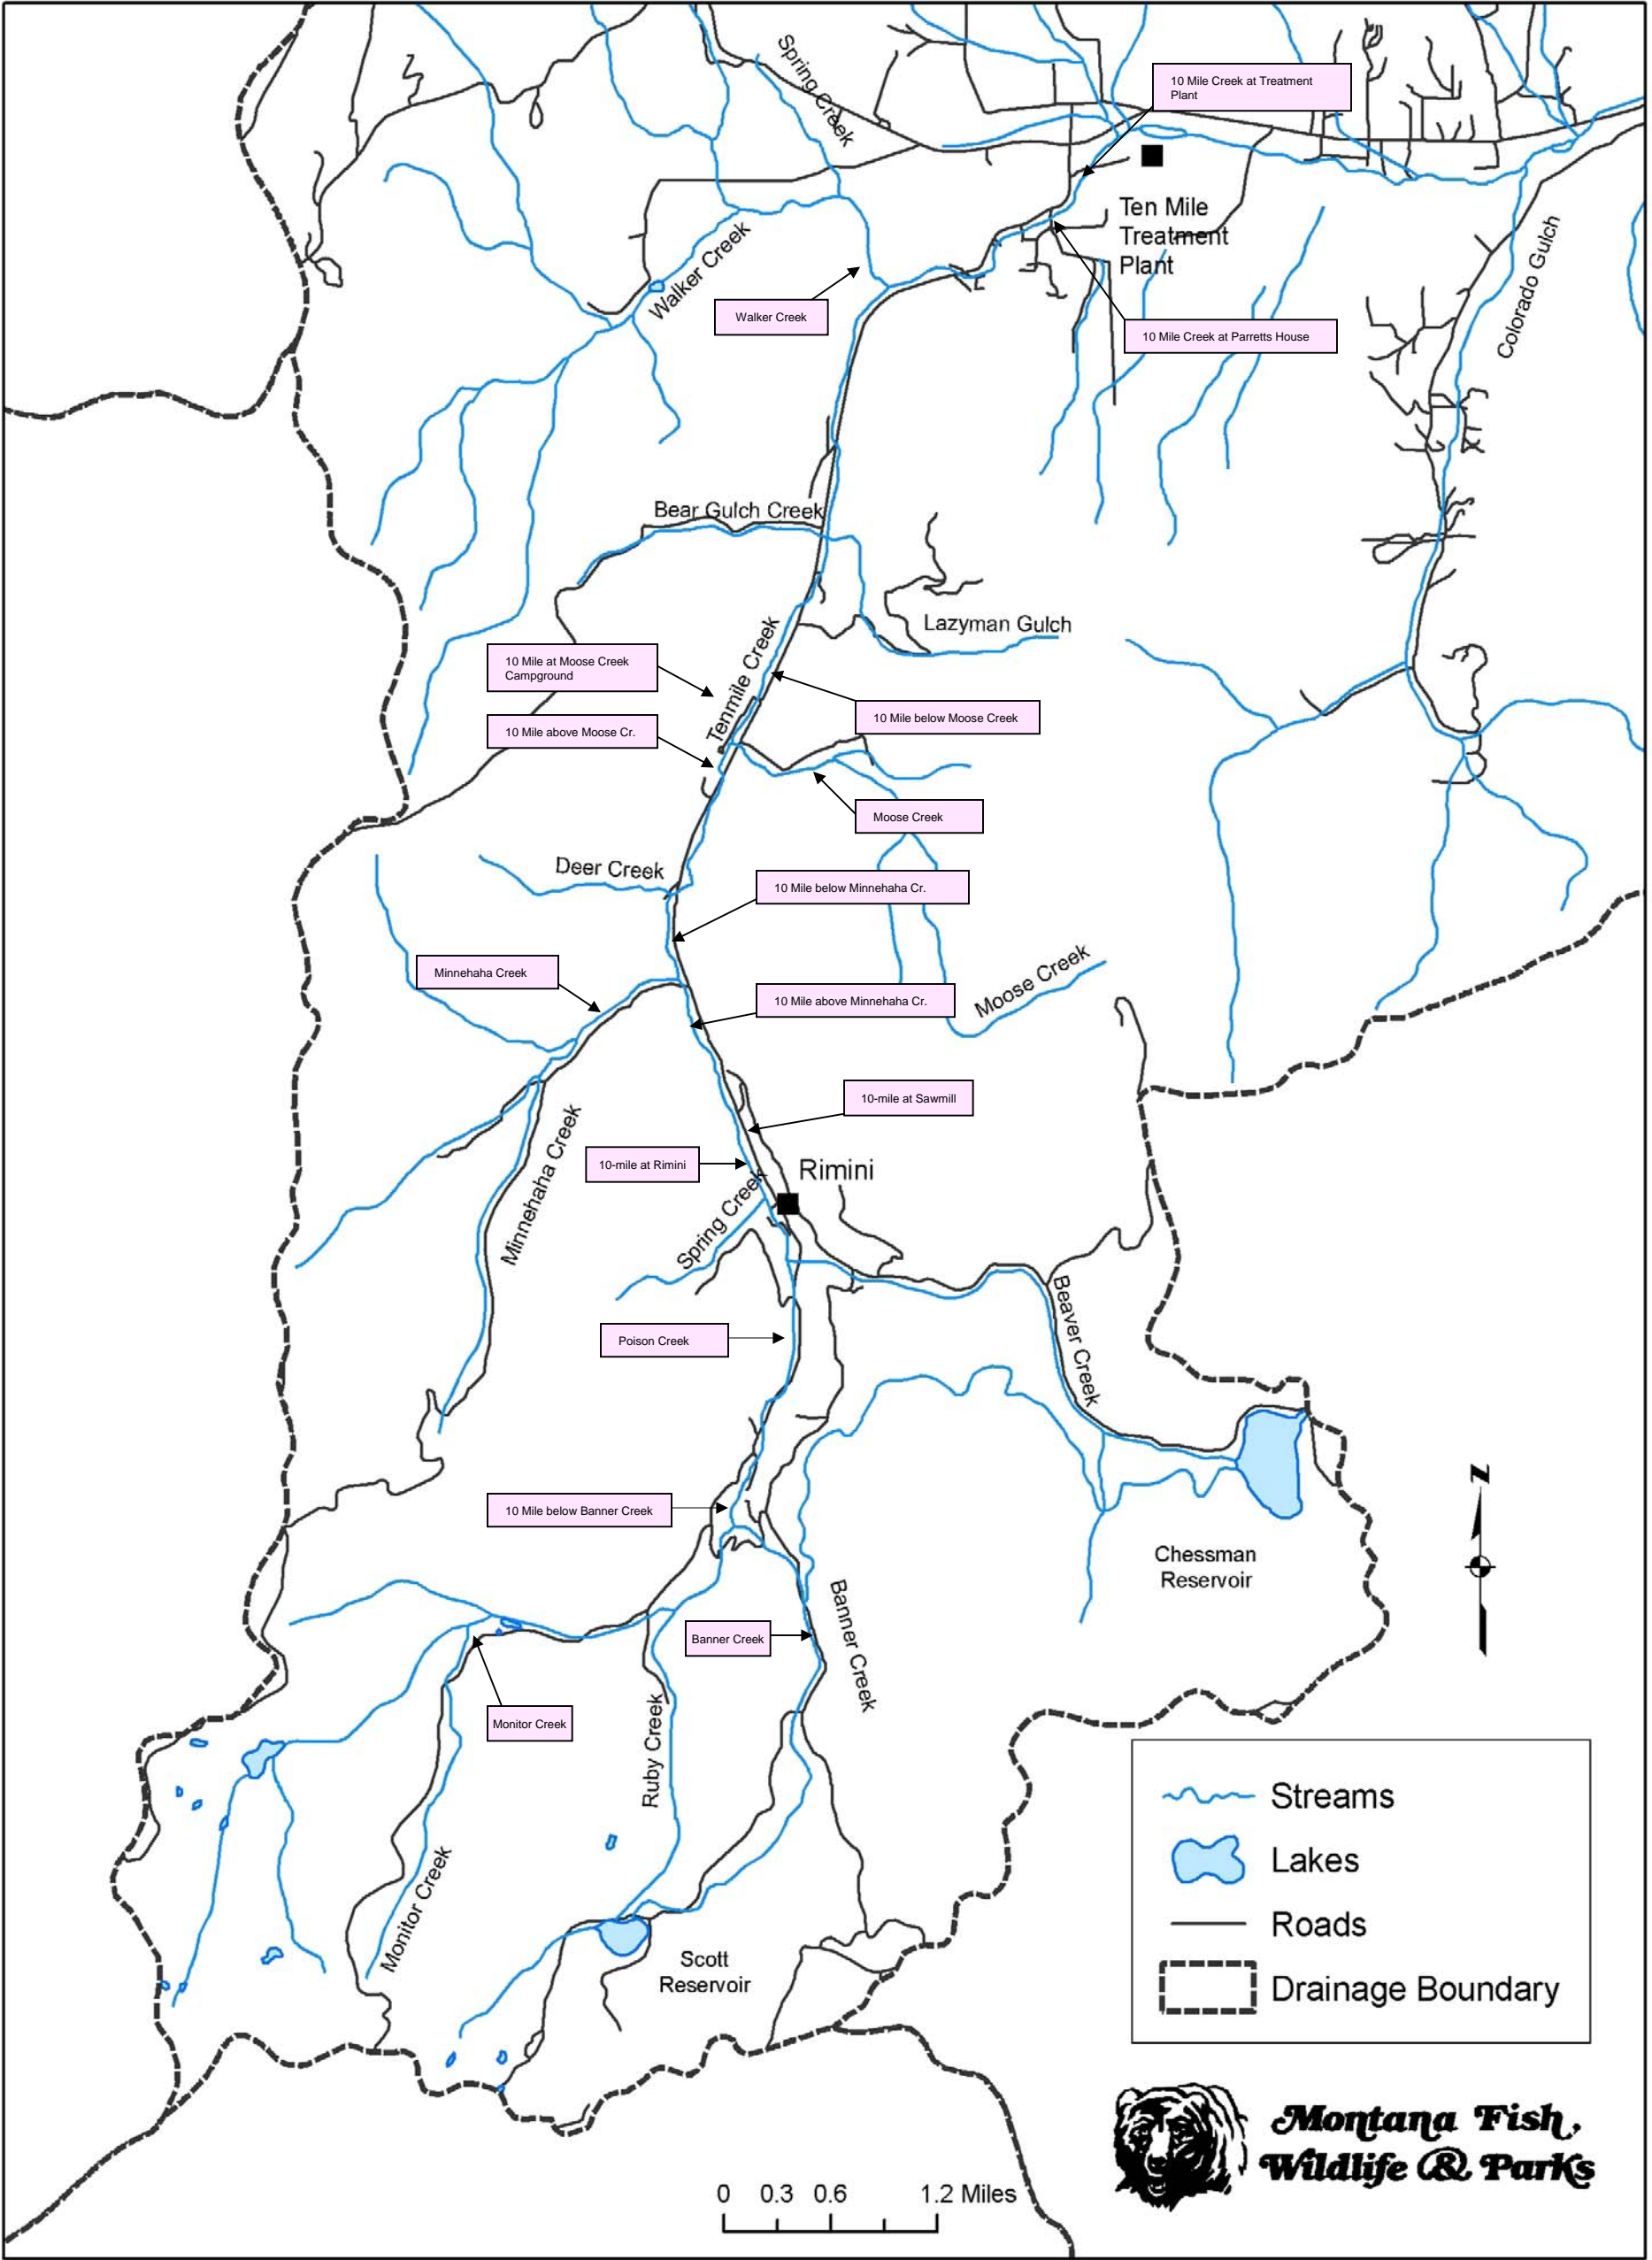 Spring Creek
10 Mile Creek at Treatment
Plant
Ten Mile
Treatment
Plant
Walker Creek
Colorado Gulch
Walker Creek
10 Mile Creek at Parretts House
Bear Gulch Creek
Lazyman Gulch
Tenmile Creek
10 Mile at Moose Creek
Campground
10 Mile below Moose Creek
10 Mile above Moose Cr.
Moose Creek
Deer Creek
10 Mile below Minnehaha Cr.
Minnehaha Creek
Moose Creek
10 Mile above Minnehaha Cr.
10-mile at Sawmill
Minnehaha Creek
10-mile at Rimini
Rimini
Spring Creek
Beaver Creek
Poison Creek
10 Mile below Banner Creek
Chessman
Reservoir
Banner Creek
Banner Creek
Monitor Creek
Ruby Creek
Monitor Creek
Scott
Reservoir
N
Streams
Lakes
Roads
Drainage Boundary
0 0.3 0.6 1.2 Miles
Montana Fish,
Wildlife & Parks